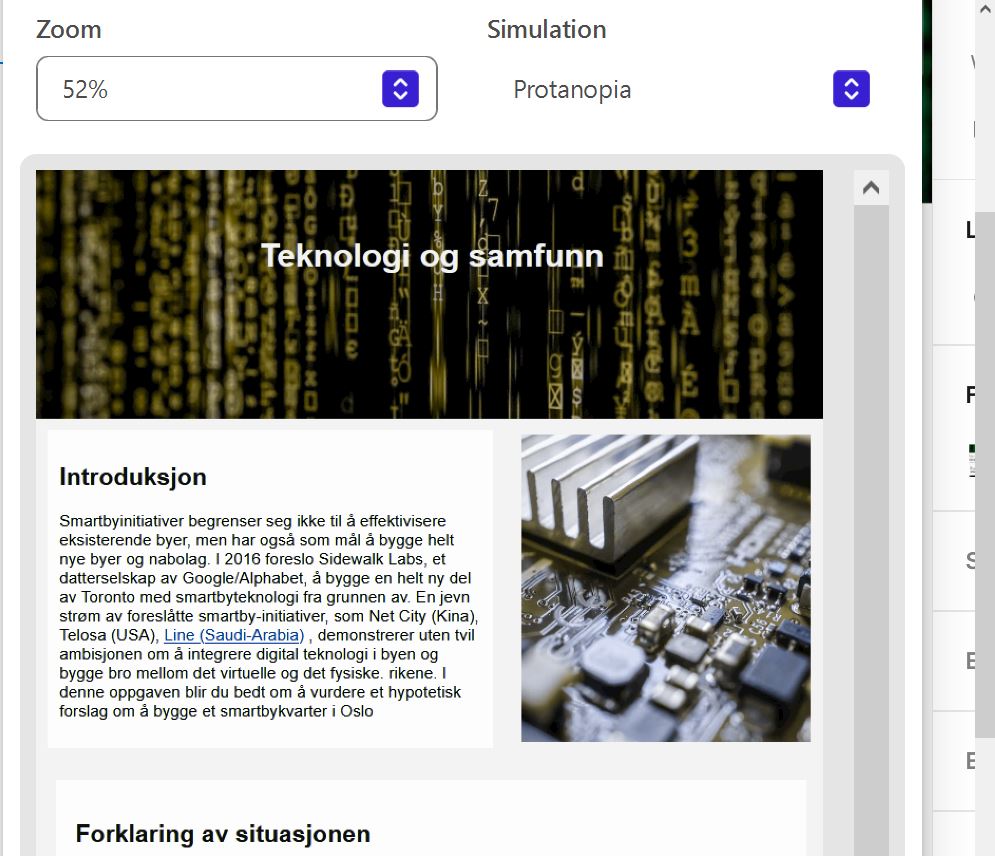 Zoom
Simulation
52%
Protanopia
Teknologi og samfunn
Introduksjon
Smartbyinitiativer begrenser seg ikke til å effektivisere
eksisterende byer, men har også som mål å bygge helt
nye byer og nabolag. I 2016 foreslo Sidewalk Labs, et
datterselskap av Google/Alphabet, å bygge en helt ny del
av Toronto med smartbyteknologi fra grunnen av. En jevn
strøm av foreslåtte smartby-initiativer, som Net City (Kina),
Telosa (USA), Line (Saudi-Arabia) , demonstrerer uten tvil
ambisjonen om å integrere digital teknologi i byen og
bygge bro mellom det virtuelle og det fysiske. rikene. I
denne oppgaven blir du bedt om å vurdere et hypotetisk
forslag om å bygge et smartbykvarter i Oslo
Forklaring av situasjonen